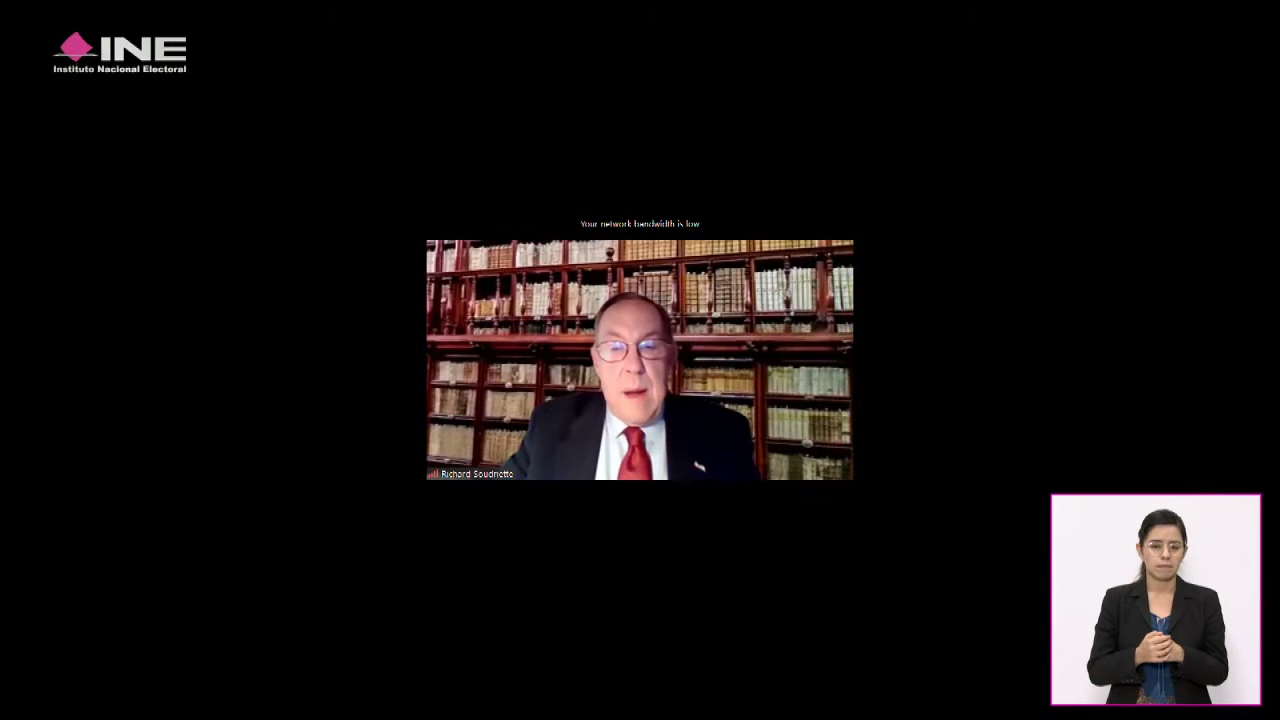 INE
Instituto Nacional Electoral
Your network bandwidth is low
Richard Soudriette